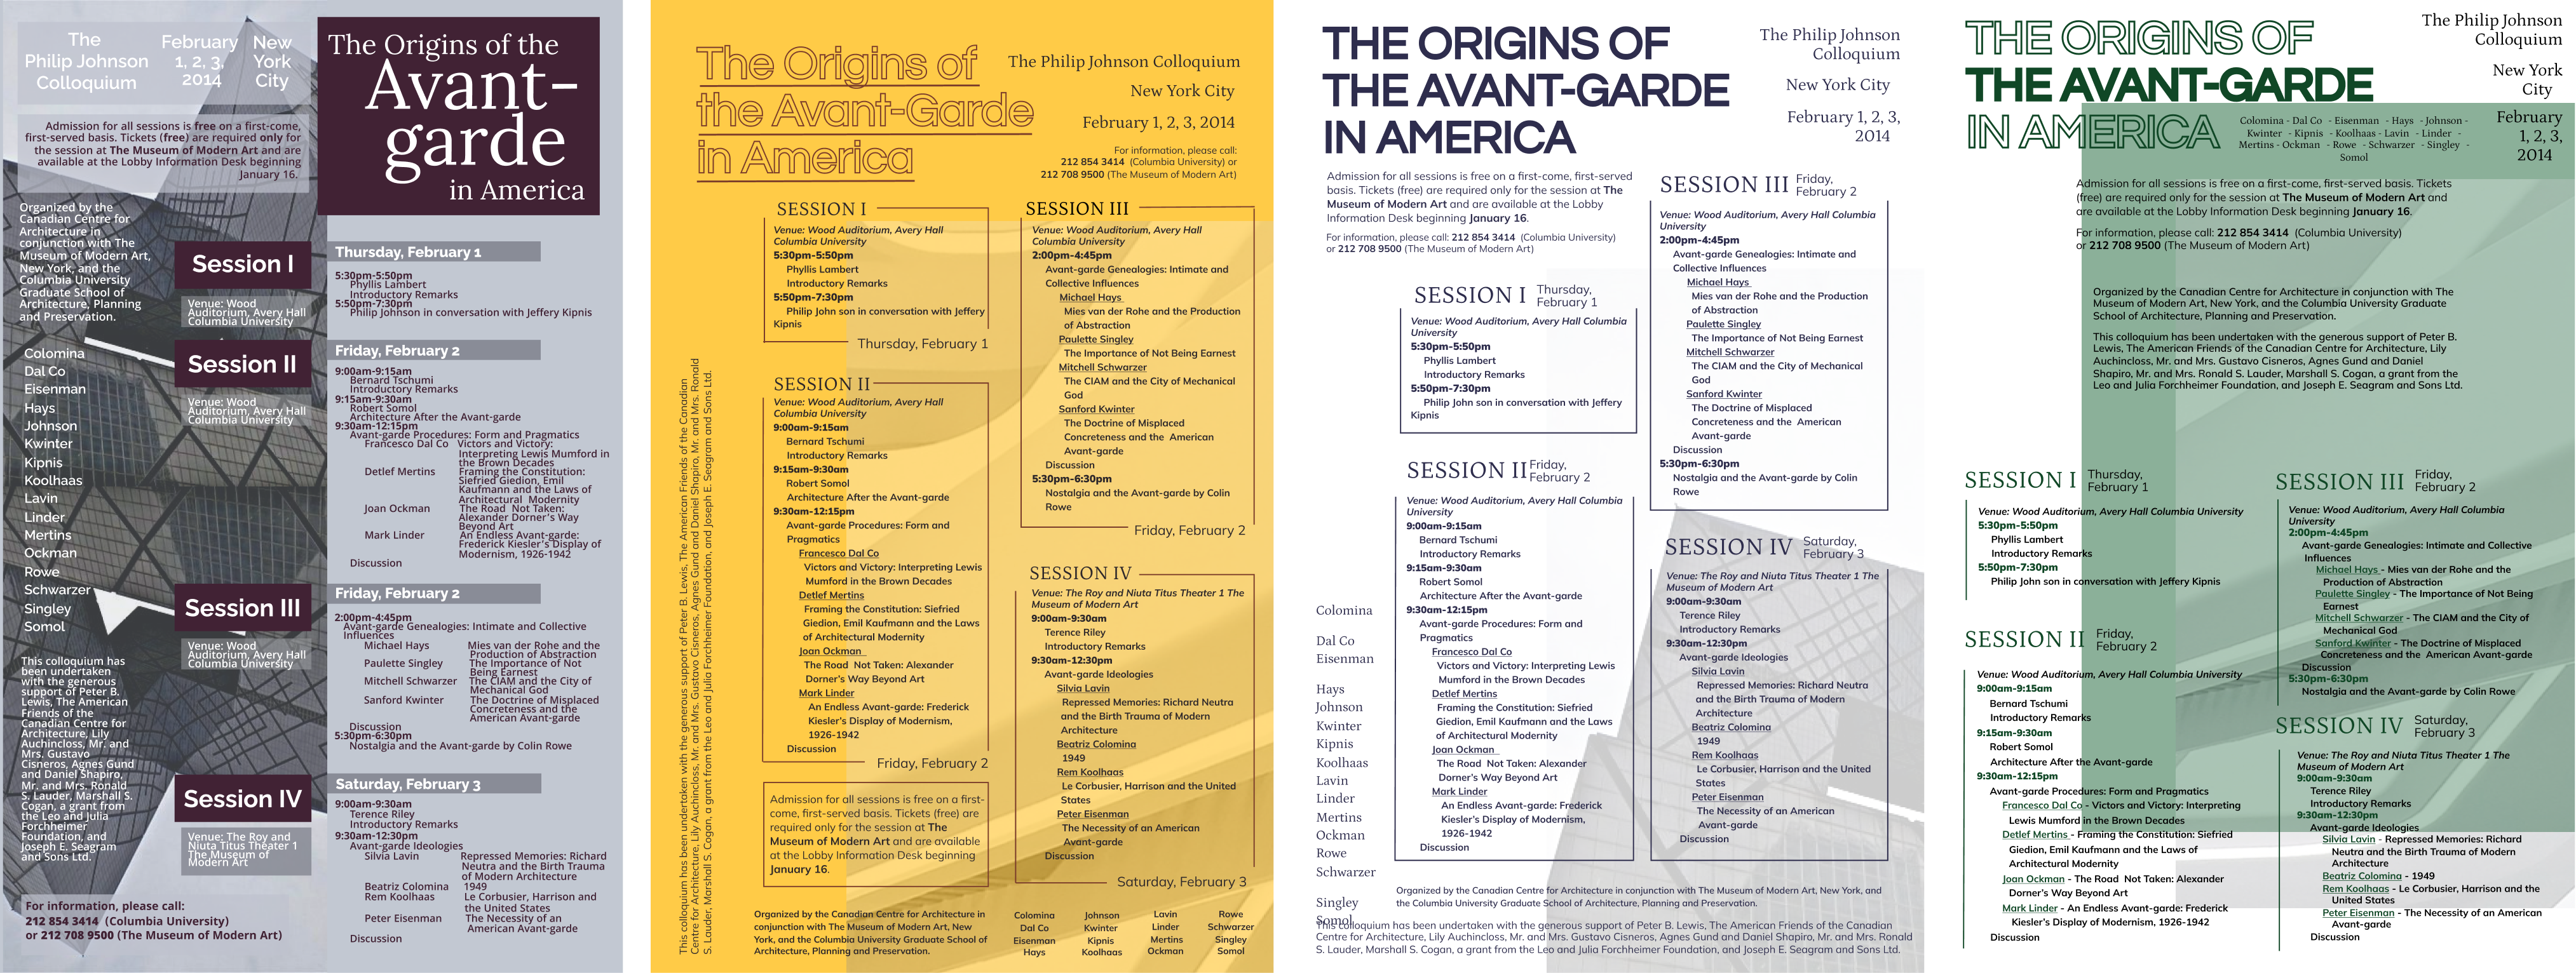 The
Philip Johnson
Colloquium
February
1, 2, 3,
2014
New
York
City
The Origins of the
Avant-
garde
in America
Admission for all sessions is free on a first-come,
first-served basis. Tickets (free) are required only for
the session at The Museum of Modern Art and are
available at the Lobby Information Desk beginning
January 16.
Organized by the
Canadian Centre for
Architecture in
conjunction with The
Museum of Modern Art,
New York, and the
Columbia University
Graduate School of
Architecture, Planning
and Preservation.
Colomina
Dal Co
Eisenman
Hays
Johnson
Kwinter
Kipnis
Koolhaas
Lavin
Linder
Mertins
Ockman
Rowe
Schwarzer
Singley
Somol
This colloquium has
been undertaken
with the generous
support of Peter B.
Lewis, The American
Friends of the
Canadian Centre for
Architecture, Lily
Auchincloss, Mr. and
Mrs. Gustavo
Cisneros, Agnes Gund
and Daniel Shapiro,
Mr. and Mrs. Ronald
S. Lauder, Marshall S.
Cogan, a grant from
the Leo and Julia
Forchheimer
Foundation, and
Joseph E. Seagram
and Sons Ltd.
For information, please call:
212 854 3414 (Columbia University)
or 212 708 9500 (The Museum of Modern Art)
Session I
Venue: Wood
Auditorium, Avery Hall
Columbia University
Thursday, February 1
5:30pm-5:50pm
Phyllis Lambert
Introductory Remarks
5:50pm-7:30pm
Philip Johnson in conversation with Jeffery Kipnis
Session II
Venue: Wood
Auditorium, Avery Hall
Columbia University
Friday, February 2
9:00am-9:15am
Bernard Tschumi
Introductory Remarks
9:15am-9:30am
Robert Somol
Architecture After the Avant-garde
9:30am-12:15pm
Avant-garde Procedures: Form and Pragmatics
Francesco Dal Co Victors and Victory:
Interpreting Lewis Mumford in
the Brown Decades
Detlef Mertins Framing the Constitution:
Siefried Giedion, Emil
Kaufmann and the Laws of
Architectural Modernity
Joan Ockman The Road Not Taken:
Alexander Dorner's Way
Beyond Art
Mark Linder An Endless Avant-garde:
Frederick Kiesler's Display of
Modernism, 1926-1942
Discussion
Session III
Venue: Wood
Auditorium, Avery Hall
Columbia University
Friday, February 2
2:00pm-4:45pm
Avant-garde Genealogies: Intimate and Collective
Influences
Michael Hays Mies van der Rohe and the
Production of Abstraction
Paulette Singley The Importance of Not
Being Earnest
Mitchell Schwarzer The CIAM and the City of
Mechanical God
Sanford Kwinter The Doctrine of Misplaced
Concreteness and the
American Avant-garde
Discussion
5:30pm-6:30pm
Nostalgia and the Avant-garde by Colin Rowe
Session IV
Venue: The Roy and
Niuta Titus Theater 1
The Museum of
Modern Art
Saturday, February 3
9:00am-9:30am
Terence Riley
Introductory Remarks
9:30am-12:30pm
Avant-garde Ideologies
Silvia Lavin Repressed Memories: Richard
Neutra and the Birth Trauma
of Modern Architecture
Beatriz Colomina 1949
Rem Koolhaas Le Corbusier, Harrison and
the United States
Peter Eisenman The Necessity of an
American Avant-garde
Discussion
The Origins of
the Avant-Garde
in America
The Philip Johnson Colloquium
New York City
February 1, 2, 3, 2014
For information, please call:
212 854 3414 (Columbia University) or
212 708 9500 (The Museum of Modern Art)
This colloquium has been undertaken with the generous support of Peter B. Lewis, The American Friends of the Canadian
Centre for Architecture, Lily Auchincloss, Mr. and Mrs. Gustavo Cisneros, Agnes Gund and Daniel Shapiro, Mr. and Mrs. Ronald
S. Lauder, Marshall S. Cogan, a grant from the Leo and Julia Forchheimer Foundation, and Joseph E. Seagram and Sons Ltd.
SESSION I
Venue: Wood Auditorium, Avery Hall
Columbia University
5:30pm-5:50pm
Phyllis Lambert
Introductory Remarks
5:50pm-7:30pm
Philip John son in conversation with Jeffery
Kipnis
Thursday, February 1
SESSION II
Venue: Wood Auditorium, Avery Hall
Columbia University
9:00am-9:15am
Bernard Tschumi
Introductory Remarks
9:15am-9:30am
Robert Somol
Architecture After the Avant-garde
9:30am-12:15pm
Avant-garde Procedures: Form and
Pragmatics
Francesco Dal Co
Victors and Victory: Interpreting Lewis
Mumford in the Brown Decades
Detlef Mertins
Framing the Constitution: Siefried
Giedion, Emil Kaufmann and the Laws
of Architectural Modernity
Joan Ockman
The Road Not Taken: Alexander
Dorner's Way Beyond Art
Mark Linder
An Endless Avant-garde: Frederick
Kiesler's Display of Modernism,
1926-1942
Discussion
Friday, February 2
Admission for all sessions is free on a first-
come, first-served basis. Tickets (free) are
required only for the session at The
Museum of Modern Art and are available
at the Lobby Information Desk beginning
January 16.
SESSION III
Venue: Wood Auditorium, Avery Hall
Columbia University
2:00pm-4:45pm
Avant-garde Genealogies: Intimate and
Collective Influences
Michael Hays
Mies van der Rohe and the Production
of Abstraction
Paulette Singley
The Importance of Not Being Earnest
Mitchell Schwarzer
The CIAM and the City of Mechanical
God
Sanford Kwinter
The Doctrine of Misplaced
Concreteness and the American
Avant-garde
Discussion
5:30pm-6:30pm
Nostalgia and the Avant-garde by Colin
Rowe
Friday, February 2
SESSION IV
Venue: The Roy and Niuta Titus Theater 1 The
Museum of Modern Art
9:00am-9:30am
Terence Riley
Introductory Remarks
9:30am-12:30pm
Avant-garde Ideologies
Silvia Lavin
Repressed Memories: Richard Neutra
and the Birth Trauma of Modern
Architecture
Beatriz Colomina
1949
Rem Koolhaas
Le Corbusier, Harrison and the United
States
Peter Eisenman
The Necessity of an American
Avant-garde
Discussion
Saturday, February 3
Organized by the Canadian Centre for Architecture in
conjunction with The Museum of Modern Art, New
York, and the Columbia University Graduate School of
Architecture, Planning and Preservation.
Colomina Johnson Lavin Rowe
Dal Co Kwinter Linder Schwarzer
Eisenman Kipnis Mertins Singley
Hays Koolhaas Ockman Somol
THE ORIGINS OF
THE AVANT-GARDE
IN AMERICA
The Philip Johnson
Colloquium
New York City
February 1, 2, 3,
2014
Admission for all sessions is free on a first-come, first-served
basis. Tickets (free) are required only for the session at The
Museum of Modern Art and are available at the Lobby
Information Desk beginning January 16.
For information, please call: 212 854 3414 (Columbia University)
or 212 708 9500 (The Museum of Modern Art)
SESSION I Thursday,
February 1
Venue: Wood Auditorium, Avery Hall Columbia
University
5:30pm-5:50pm
Phyllis Lambert
Introductory Remarks
5:50pm-7:30pm
Philip John son in conversation with Jeffery
Kipnis
SESSION II Friday,
February 2
Venue: Wood Auditorium, Avery Hall Columbia
University
9:00am-9:15am
Bernard Tschumi
Introductory Remarks
9:15am-9:30am
Robert Somol
Architecture After the Avant-garde
9:30am-12:15pm
Avant-garde Procedures: Form and
Pragmatics
Francesco Dal Co
Victors and Victory: Interpreting Lewis
Mumford in the Brown Decades
Detlef Mertins
Framing the Constitution: Siefried
Giedion, Emil Kaufmann and the Laws
of Architectural Modernity
Joan Ockman
The Road Not Taken: Alexander
Dorner's Way Beyond Art
Mark Linder
An Endless Avant-garde: Frederick
Kiesler's Display of Modernism,
1926-1942
Discussion
SESSION III Friday,
February 2
Venue: Wood Auditorium, Avery Hall Columbia
University
2:00pm-4:45pm
Avant-garde Genealogies: Intimate and
Collective Influences
Michael Hays
Mies van der Rohe and the Production
of Abstraction
Paulette Singley
The Importance of Not Being Earnest
Mitchell Schwarzer
The CIAM and the City of Mechanical
God
Sanford Kwinter
The Doctrine of Misplaced
Concreteness and the American
Avant-garde
Discussion
5:30pm-6:30pm
Nostalgia and the Avant-garde by Colin
Rowe
SESSION IV Saturday,
February 3
Venue: The Roy and Niuta Titus Theater 1 The
Museum of Modern Art
9:00am-9:30am
Terence Riley
Introductory Remarks
9:30am-12:30pm
Avant-garde Ideologies
Silvia Lavin
Repressed Memories: Richard Neutra
and the Birth Trauma of Modern
Architecture
Beatriz Colomina
1949
Rem Koolhaas
Le Corbusier, Harrison and the United
States
Peter Eisenman
The Necessity of an American
Avant-garde
Discussion
Colomina
Dal Co
Eisenman
Hays
Johnson
Kwinter
Kipnis
Koolhaas
Lavin
Linder
Mertins
Ockman
Rowe
Schwarzer
Singley
Somol
Organized by the Canadian Centre for Architecture in conjunction with The Museum of Modern Art, New York, and
the Columbia University Graduate School of Architecture, Planning and Preservation.
This colloquium has been undertaken with the generous support of Peter B. Lewis, The American Friends of the Canadian
Centre for Architecture, Lily Auchincloss, Mr. and Mrs. Gustavo Cisneros, Agnes Gund and Daniel Shapiro, Mr. and Mrs. Ronald
S. Lauder, Marshall S. Cogan, a grant from the Leo and Julia Forchheimer Foundation, and Joseph E. Seagram and Sons Ltd.
THE ORIGINS OF
THE AVANT-GARDE
IN AMERICA
The Philip Johnson
Colloquium
New York
City
February
1, 2, 3,
2014
Colomina - Dal Co - Eisenman - Hays - Johnson -
Kwinter - Kipnis - Koolhaas - Lavin - Linder -
Mertins - Ockman - Rowe - Schwarzer - Singley -
Somol
Admission for all sessions is free on a first-come, first-served basis. Tickets
(free) are required only for the session at The Museum of Modern Art and
are available at the Lobby Information Desk beginning January 16.
For information, please call: 212 854 3414 (Columbia University)
or 212 708 9500 (The Museum of Modern Art)
Organized by the Canadian Centre for Architecture in conjunction with The
Museum of Modern Art, New York, and the Columbia University Graduate
School of Architecture, Planning and Preservation.
This colloquium has been undertaken with the generous support of Peter B.
Lewis, The American Friends of the Canadian Centre for Architecture, Lily
Auchincloss, Mr. and Mrs. Gustavo Cisneros, Agnes Gund and Daniel
Shapiro, Mr. and Mrs. Ronald S. Lauder, Marshall S. Cogan, a grant from the
Leo and Julia Forchheimer Foundation, and Joseph E. Seagram and Sons Ltd.
SESSION I Thursday,
February 1
Venue: Wood Auditorium, Avery Hall Columbia University
5:30pm-5:50pm
Phyllis Lambert
Introductory Remarks
5:50pm-7:30pm
Philip John son in conversation with Jeffery Kipnis
SESSION II Friday,
February 2
Venue: Wood Auditorium, Avery Hall Columbia University
9:00am-9:15am
Bernard Tschumi
Introductory Remarks
9:15am-9:30am
Robert Somol
Architecture After the Avant-garde
9:30am-12:15pm
Avant-garde Procedures: Form and Pragmatics
Francesco Dal Co - Victors and Victory: Interpreting
Lewis Mumford in the Brown Decades
Detlef Mertins - Framing the Constitution: Siefried
Giedion, Emil Kaufmann and the Laws of
Architectural Modernity
Joan Ockman - The Road Not Taken: Alexander
Dorner's Way Beyond Art
Mark Linder - An Endless Avant-garde: Frederick
Kiesler's Display of Modernism, 1926-1942
Discussion
SESSION III Friday,
February 2
Venue: Wood Auditorium, Avery Hall Columbia
University
2:00pm-4:45pm
Avant-garde Genealogies: Intimate and Collective
Influences
Michael Hays - Mies van der Rohe and the
Production of Abstraction
Paulette Singley - The Importance of Not Being
Earnest
Mitchell Schwarzer - The CIAM and the City of
Mechanical God
Sanford Kwinter - The Doctrine of Misplaced
Concreteness and the American Avant-garde
Discussion
5:30pm-6:30pm
Nostalgia and the Avant-garde by Colin Rowe
SESSION IV Saturday,
February 3
Venue: The Roy and Niuta Titus Theater 1 The
Museum of Modern Art
9:00am-9:30am
Terence Riley
Introductory Remarks
9:30am-12:30pm
Avant-garde Ideologies
Silvia Lavin - Repressed Memories: Richard
Neutra and the Birth Trauma of Modern
Architecture
Beatriz Colomina - 1949
Rem Koolhaas - Le Corbusier, Harrison and the
United States
Peter Eisenman - The Necessity of an American
Avant-garde
Discussion